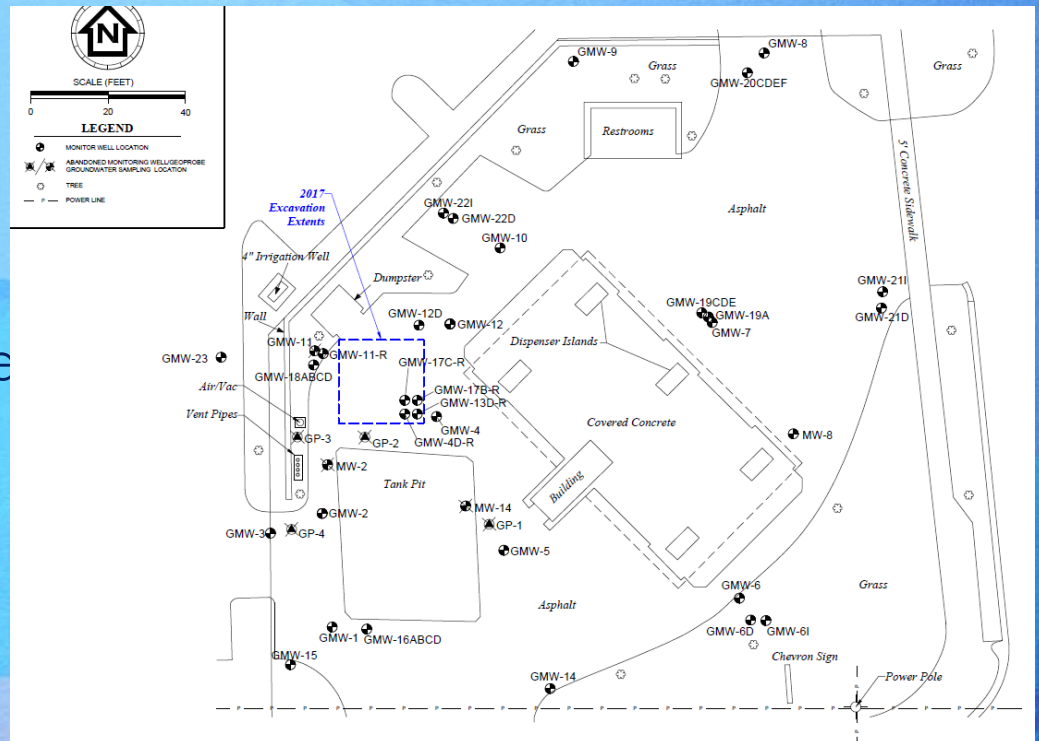 N
SCALE (FEET)
0 20 40
LEGEND
MONITOR WELL LOCATION
ABANDONED MONITORING WELL/GEOPROBE
GROUNDWATER SAMPLING LOCATION
TREE
P POWER LINE
GMW-9
Grass
GMW-8
GMW-20CDEF
Grass
Grass
Restrooms
5' Concrete Sidewalk
2017
Excavation
Extents
GMW-22I
GMW-22D
Asphalt
GMW-10
4" Irrigation Well
Dumpster
GMW-21I
GMW-21D
Wall
GMW-12D
GMW-12
GMW-19CDE
GMW-19A
GMW-7
Dispenser Islands
GMW-11
GMW-11-R
GMW-23
GMW-17C-R
GMW-18ABCD
e
Air/Vac
GMW-17B-R
GMW-13D-R
Vent Pipes
GMW-4
GMW-4D-R
Covered Concrete
MW-8
GP-3
GP-2
MW-2
Tank Pit
Building
MW-14
GP-1
GMW-2
GMW-3
GP-4
GMW-5
Grass
GMW-6
Asphalt
GMW-1
GMW-16ABCD
GMW-6D
GMW-6I
GMW-15
Chevron Sign
GMW-14
Power Pole
P P P P P P P P P P P P P P P P P P P